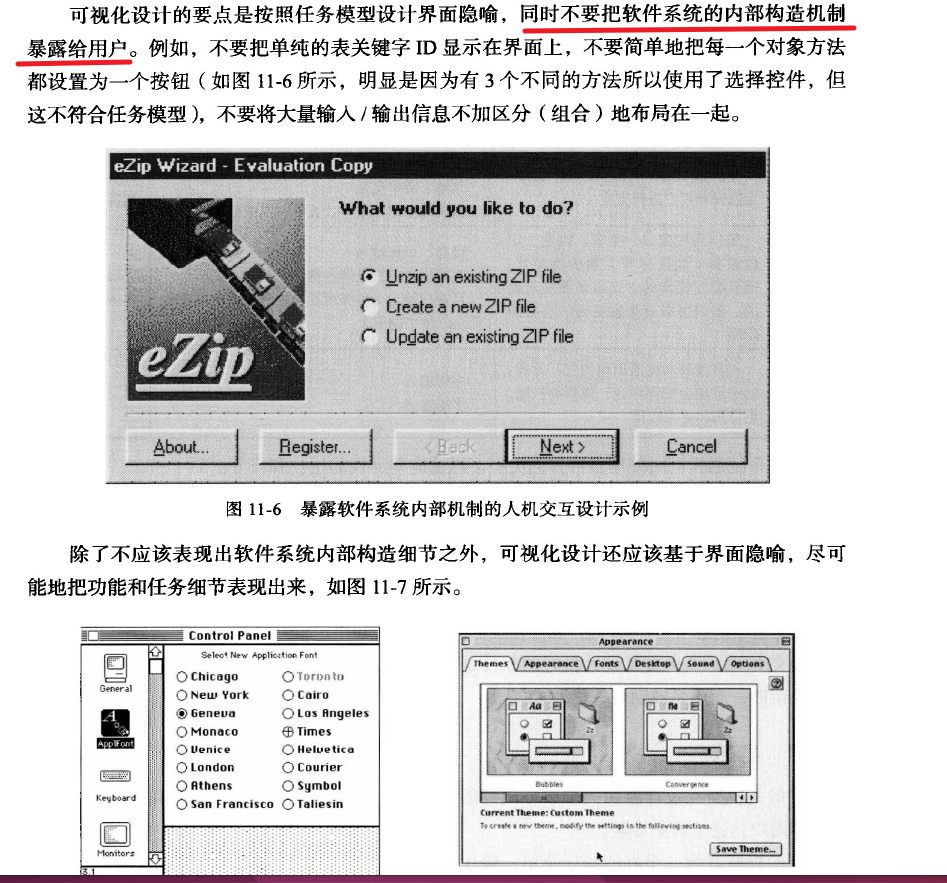 可视化设计的要点是按照任务模型设计界面隐喻，同时不要把软件系统的内部构造机制
暴露给用户。例如，不要把单纯的表关键字 ID 显示在界面上，不要简单地把每一个对象方法
都设置为一个按钮（如图 11-6 所示，明显是因为有 3 个不同的方法所以使用了选择控件，但
这不符合任务模型），不要将大量输入 / 输出信息不加区分（组合）地布局在一起。
eZip Wizard - Evaluation Copy
What would you like to do?
Unzip an existing ZIP file
Create a new ZIP file
Update an existing ZIP file
eZip
About...
Register...
< Back
Next >
Cancel
图 11-6 暴露软件系统内部机制的人机交互设计示例
除了不应该表现出软件系统内部构造细节之外，可视化设计还应该基于界面隐喻，尽可
能地把功能和任务细节表现出来，如图 11-7 所示。
Control Panel
Select New Application Font
General
ApplFont
Keyboard
Monitors
3.1
Chicago
Toronto
New York
Cairo
Geneva
Los Angeles
Monaco
Times
Venice
Helvetica
London
Courier
Athens
Symbol
San Francisco
Taliesin
Appearance
Themes
Appearance
Fonts
Desktop
Sound
Options
Bubbles
Convergence
Current Theme: Custom Theme
To create a new theme, modify the settings in the following sections.
Save Theme...